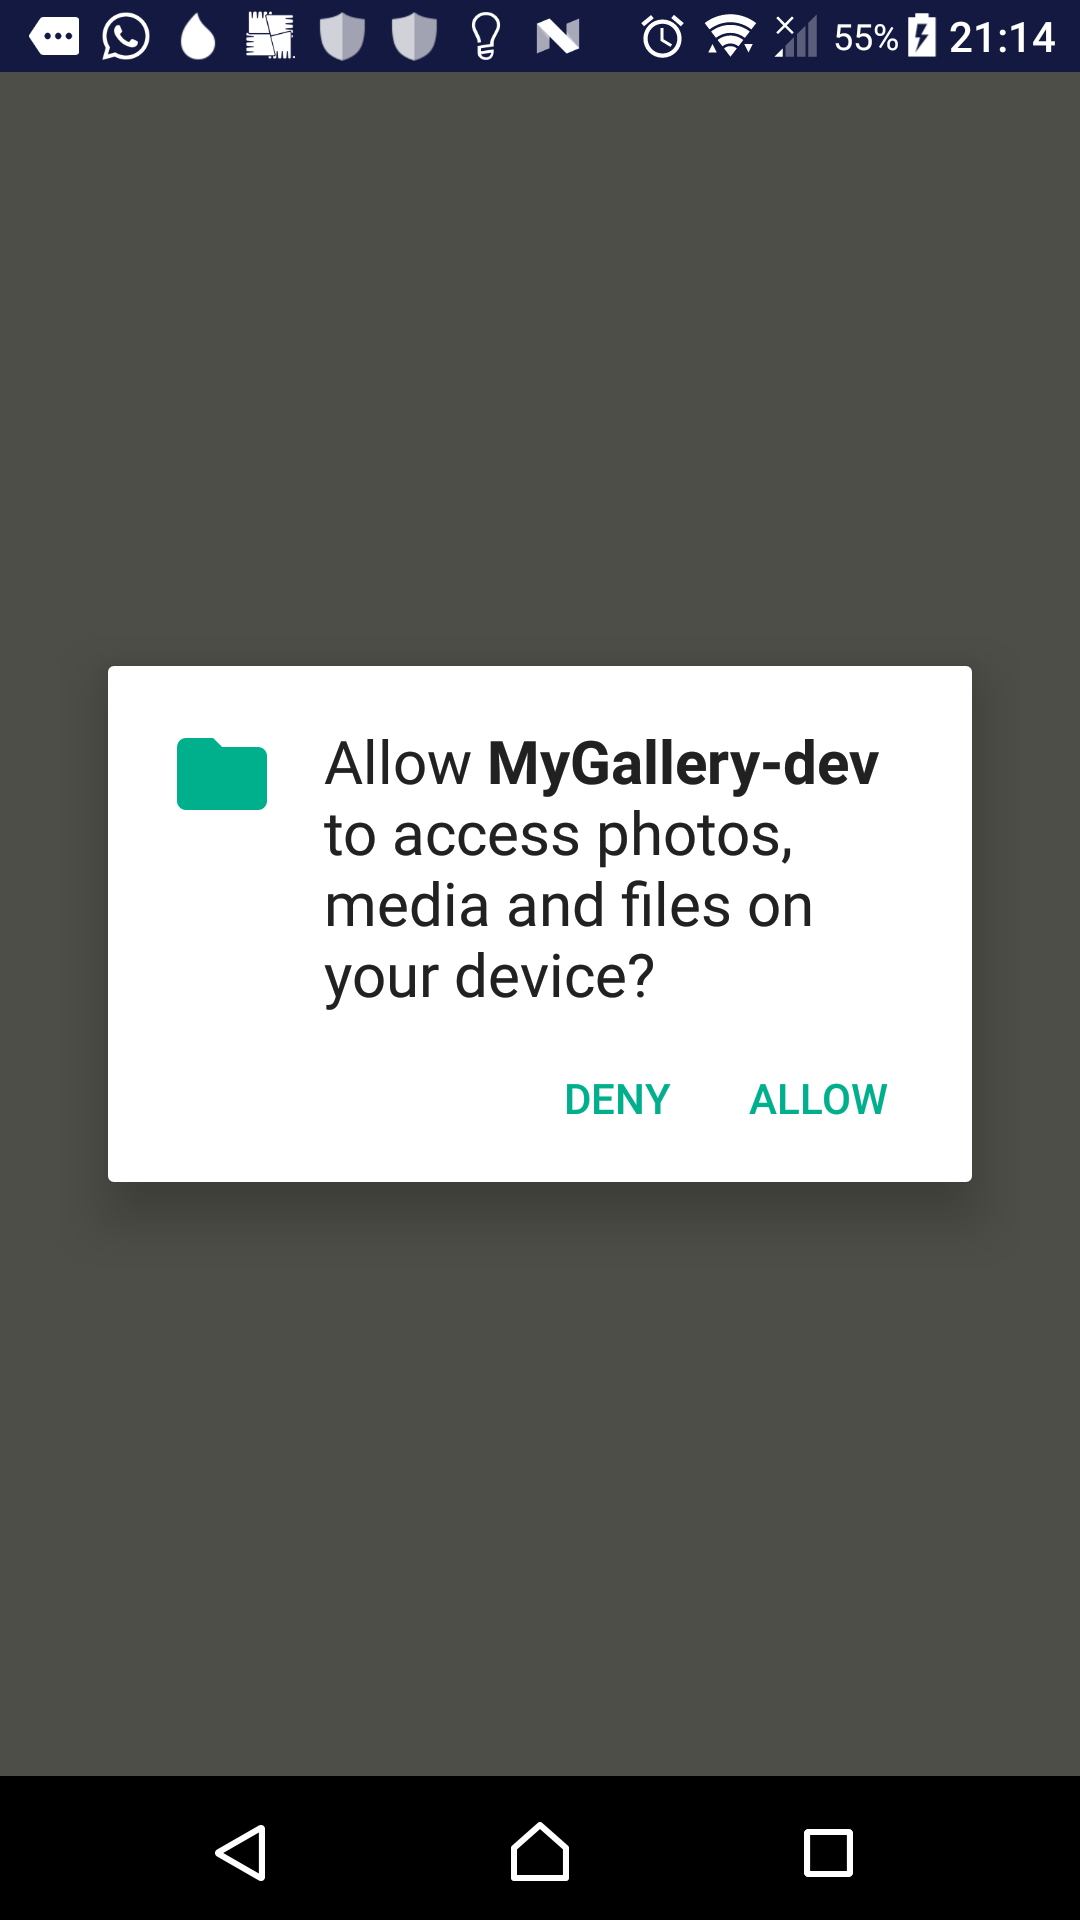 55% 21:14
Allow MyGallery-dev
to access photos,
media and files on
your device?
DENY ALLOW